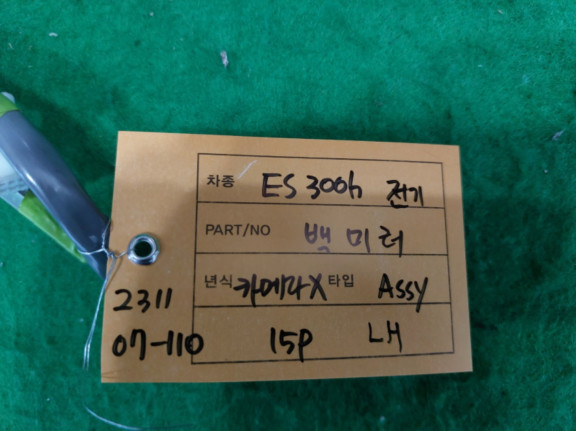 차종 ES 300h 전기
PART/NO 백 미러
년식 카메라X 타입 Assy
2311
07-110 15P LH